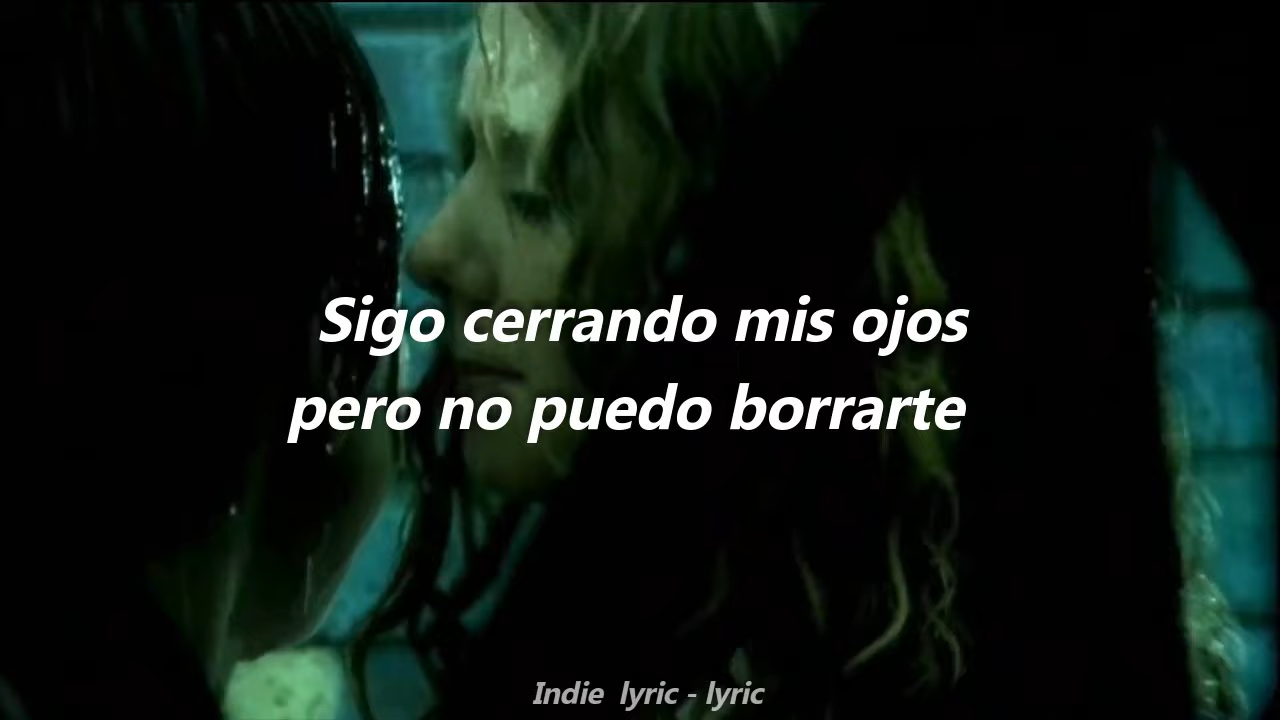 Sigo cerrando mis ojos
pero no puedo borrarte
Indie lyric - lyric